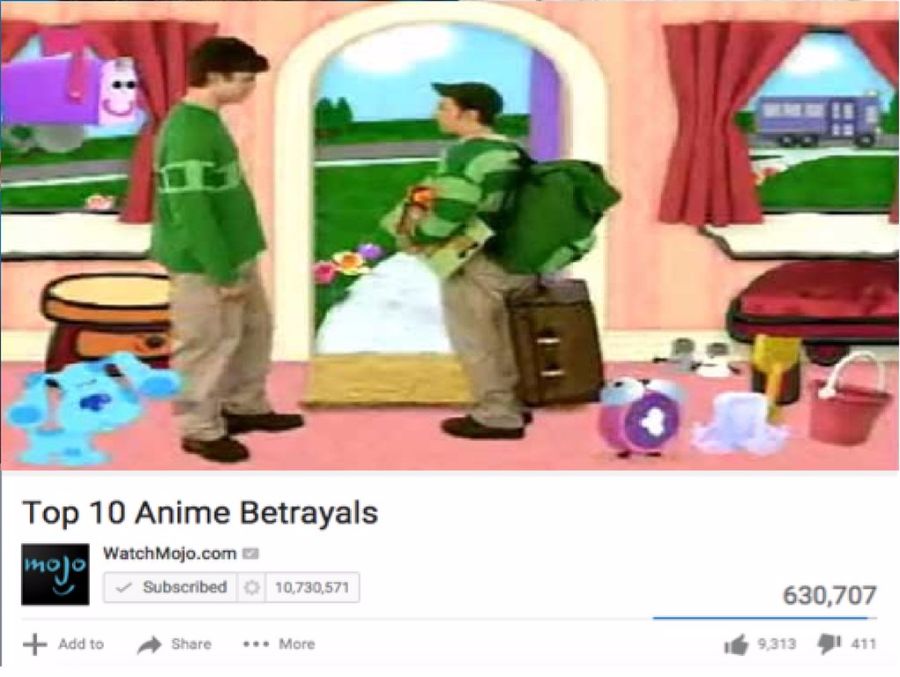 Top 10 Anime Betrayals
mojo
WatchMojo.com
Subscribed 10,730,571
630,707
Add to Share More 9,313 411